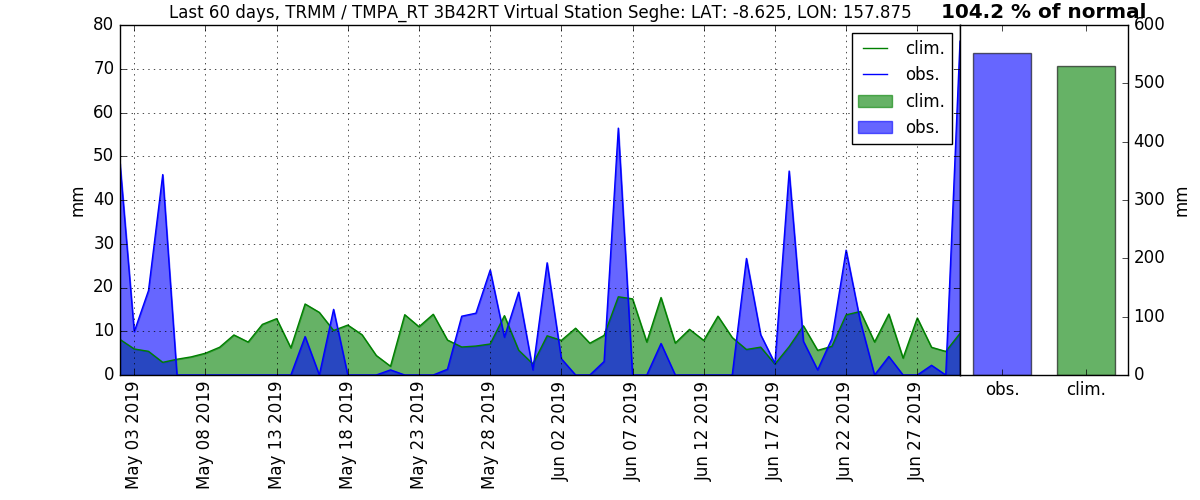 Last 60 days, TRMM / TMPA_RT 3B42RT Virtual Station Seghe: LAT: -8.625, LON: 157.875
104.2 % of normal
80
70
60
50
40
30
20
10
0
mm
clim.
obs.
clim.
obs.
600
500
400
300
200
100
0
mm
obs.
clim.
May 03 2019
May 08 2019
May 13 2019
May 18 2019
May 23 2019
May 28 2019
Jun 02 2019
Jun 07 2019
Jun 12 2019
Jun 17 2019
Jun 22 2019
Jun 27 2019